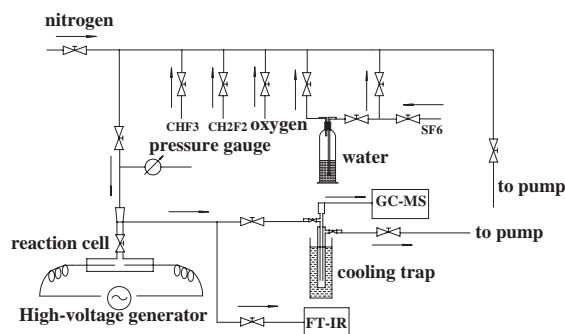 nitrogen
CHF3
CH2F2
oxygen
SF6
pressure gauge
water
to pump
GC-MS
to pump
reaction cell
cooling trap
High-voltage generator
FT-IR